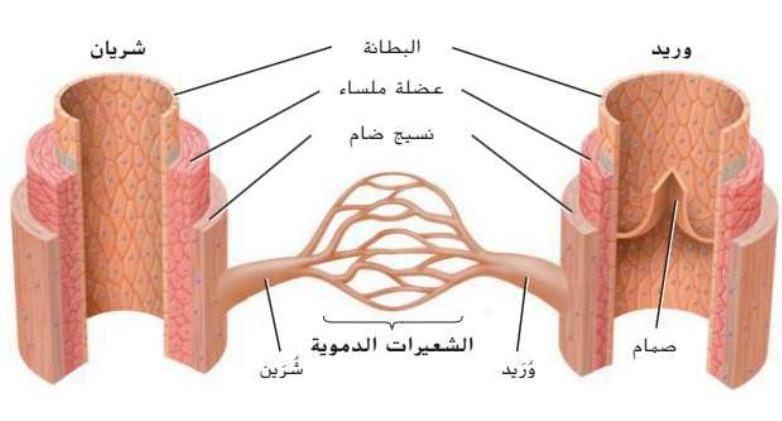 شريان
البطانة
وريد
عضلة ملساء
نسيج ضام
الشعيرات الدموية
صمام
شُرَين
وُرَيد